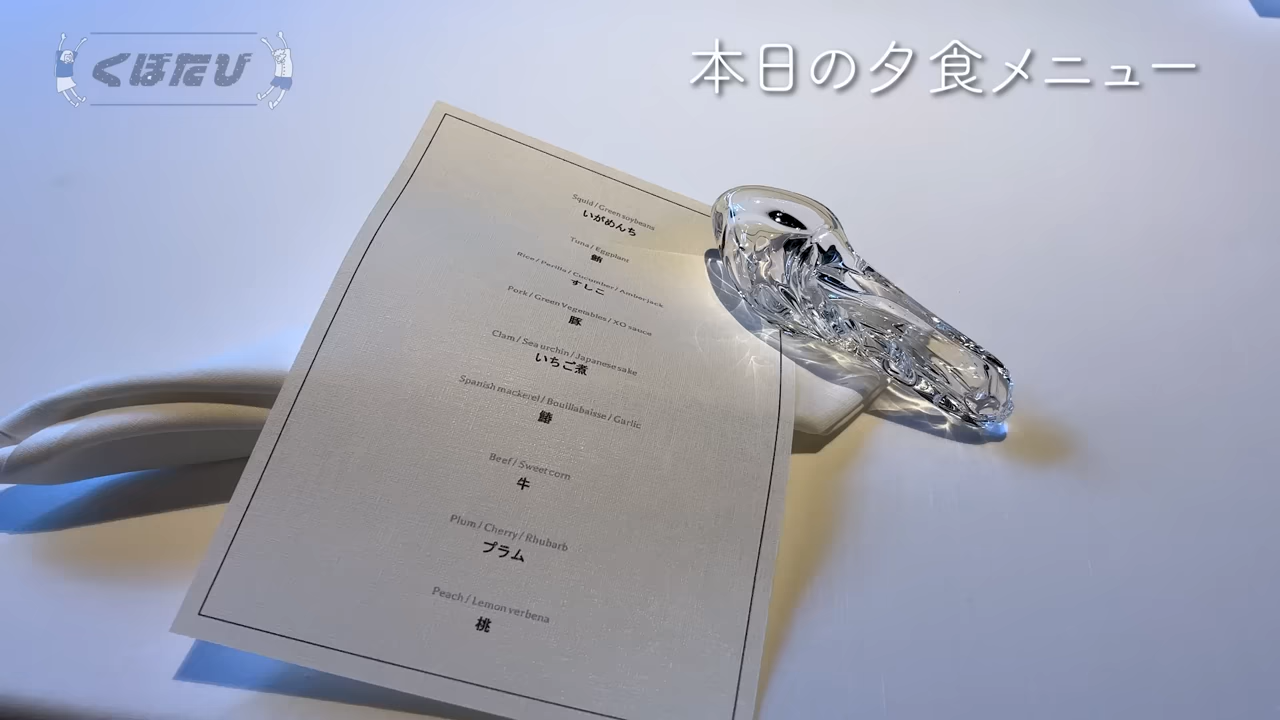 くぼたび
本日の夕食メニュー
Squid / Green soybeans
いがめんち
Tuna / Eggplant
鮪
Rice / Perilla / Cucumber / Amberjack
すしこ
Pork / Green Vegetables / XO sauce
豚
Clam / Sea urchin / Japanese sake
いちご煮
Spanish mackerel / Bouillabaisse / Garlic
鰆
Beef / Sweet corn
牛
Plum / Cherry / Rhubarb
プラム
Peach / Lemon verbena
桃